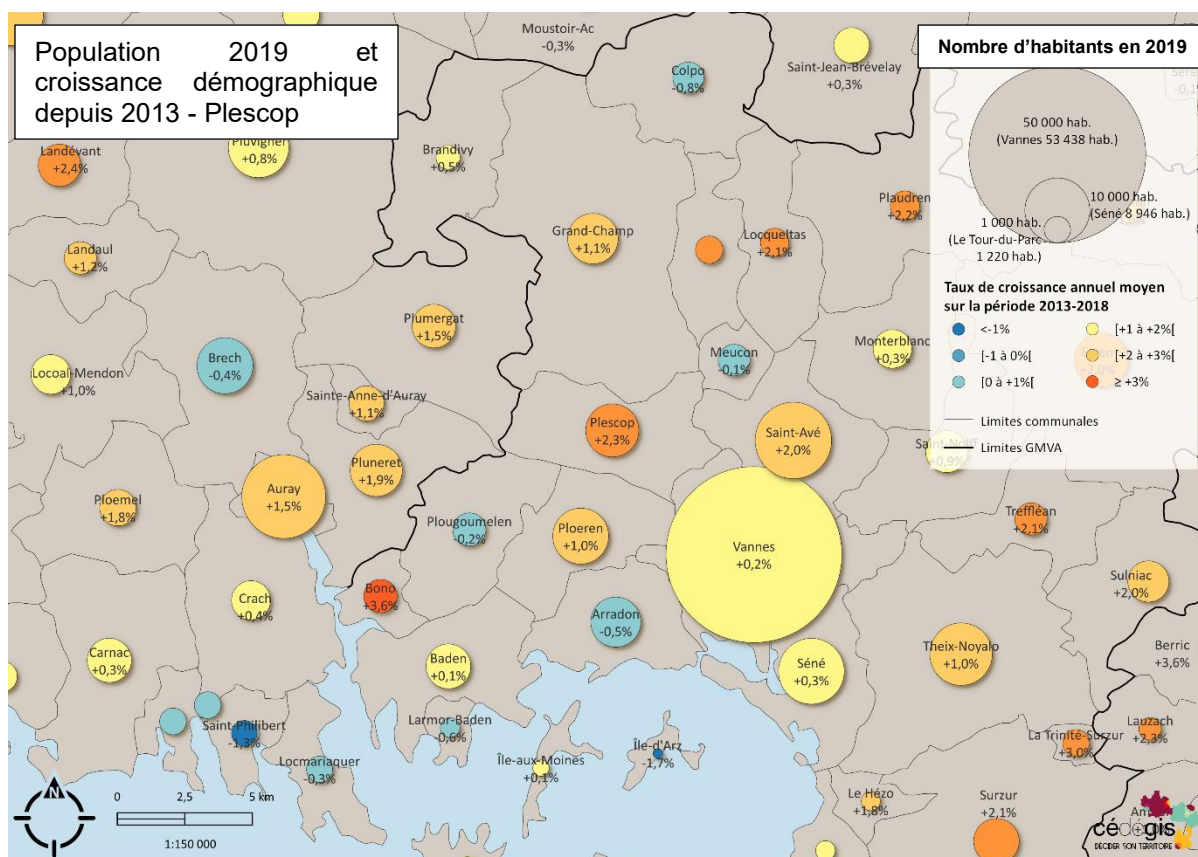 Population 2019 et
croissance démographique
depuis 2013 - Plescop
Moustoir-Ac
-0,3%
Saint-Jean-Brévelay
+0,3%
Colpo
-0,8%
Landévant
+2,4%
Pluvigner
+0,8%
Brandivy
+0,5%
Plaudren
+2,2%
Landaul
+1,2%
Grand-Champ
+1,1%
Locqueltas
+2,1%
Plumergat
+1,5%
Brech
-0,4%
Locoal-Mendon
+1,0%
Meucon
-0,1%
Monterblanc
+0,3%
Sainte-Anne-d'Auray
+1,1%
Plescop
+2,3%
Saint-Avé
+2,0%
Saint-Nolff
+0,9%
Pluneret
+1,9%
Auray
+1,5%
Ploemel
+1,8%
Plougoumelen
-0,2%
Ploeren
+1,0%
Vannes
+0,2%
Treffléan
+2,1%
Sulniac
+2,0%
Bono
+3,6%
Crach
+0,4%
Arradon
-0,5%
Carnac
+0,3%
Baden
+0,1%
Séné
+0,3%
Theix-Noyalo
+1,0%
Berric
+3,6%
Larmor-Baden
-0,6%
Saint-Philibert
-1,3%
Locmariaquer
-0,3%
Île-aux-Moines
+0,1%
Île-d'Arz
-1,7%
La Trinité-Surzur
+3,0%
Lauzach
+2,3%
Le Hézo
+1,8%
Surzur
+2,1%
Nombre d'habitants en 2019
50 000 hab.
(Vannes 53 438 hab.)
10 000 hab.
(Séné 8 946 hab.)
1 000 hab.
(Le Tour-du-Parc
1 220 hab.)
Taux de croissance annuel moyen
sur la période 2013-2018
<-1%
[-1 à 0%[
[0 à +1%[
[+1 à +2%[
[+2 à +3%[
≥ +3%
Limites communales
Limites GMVA
+2,0%
-0,1%
N
0 2,5 5 km
1:150 000
cédégis
DÉCIDER SON TERRITOIRE